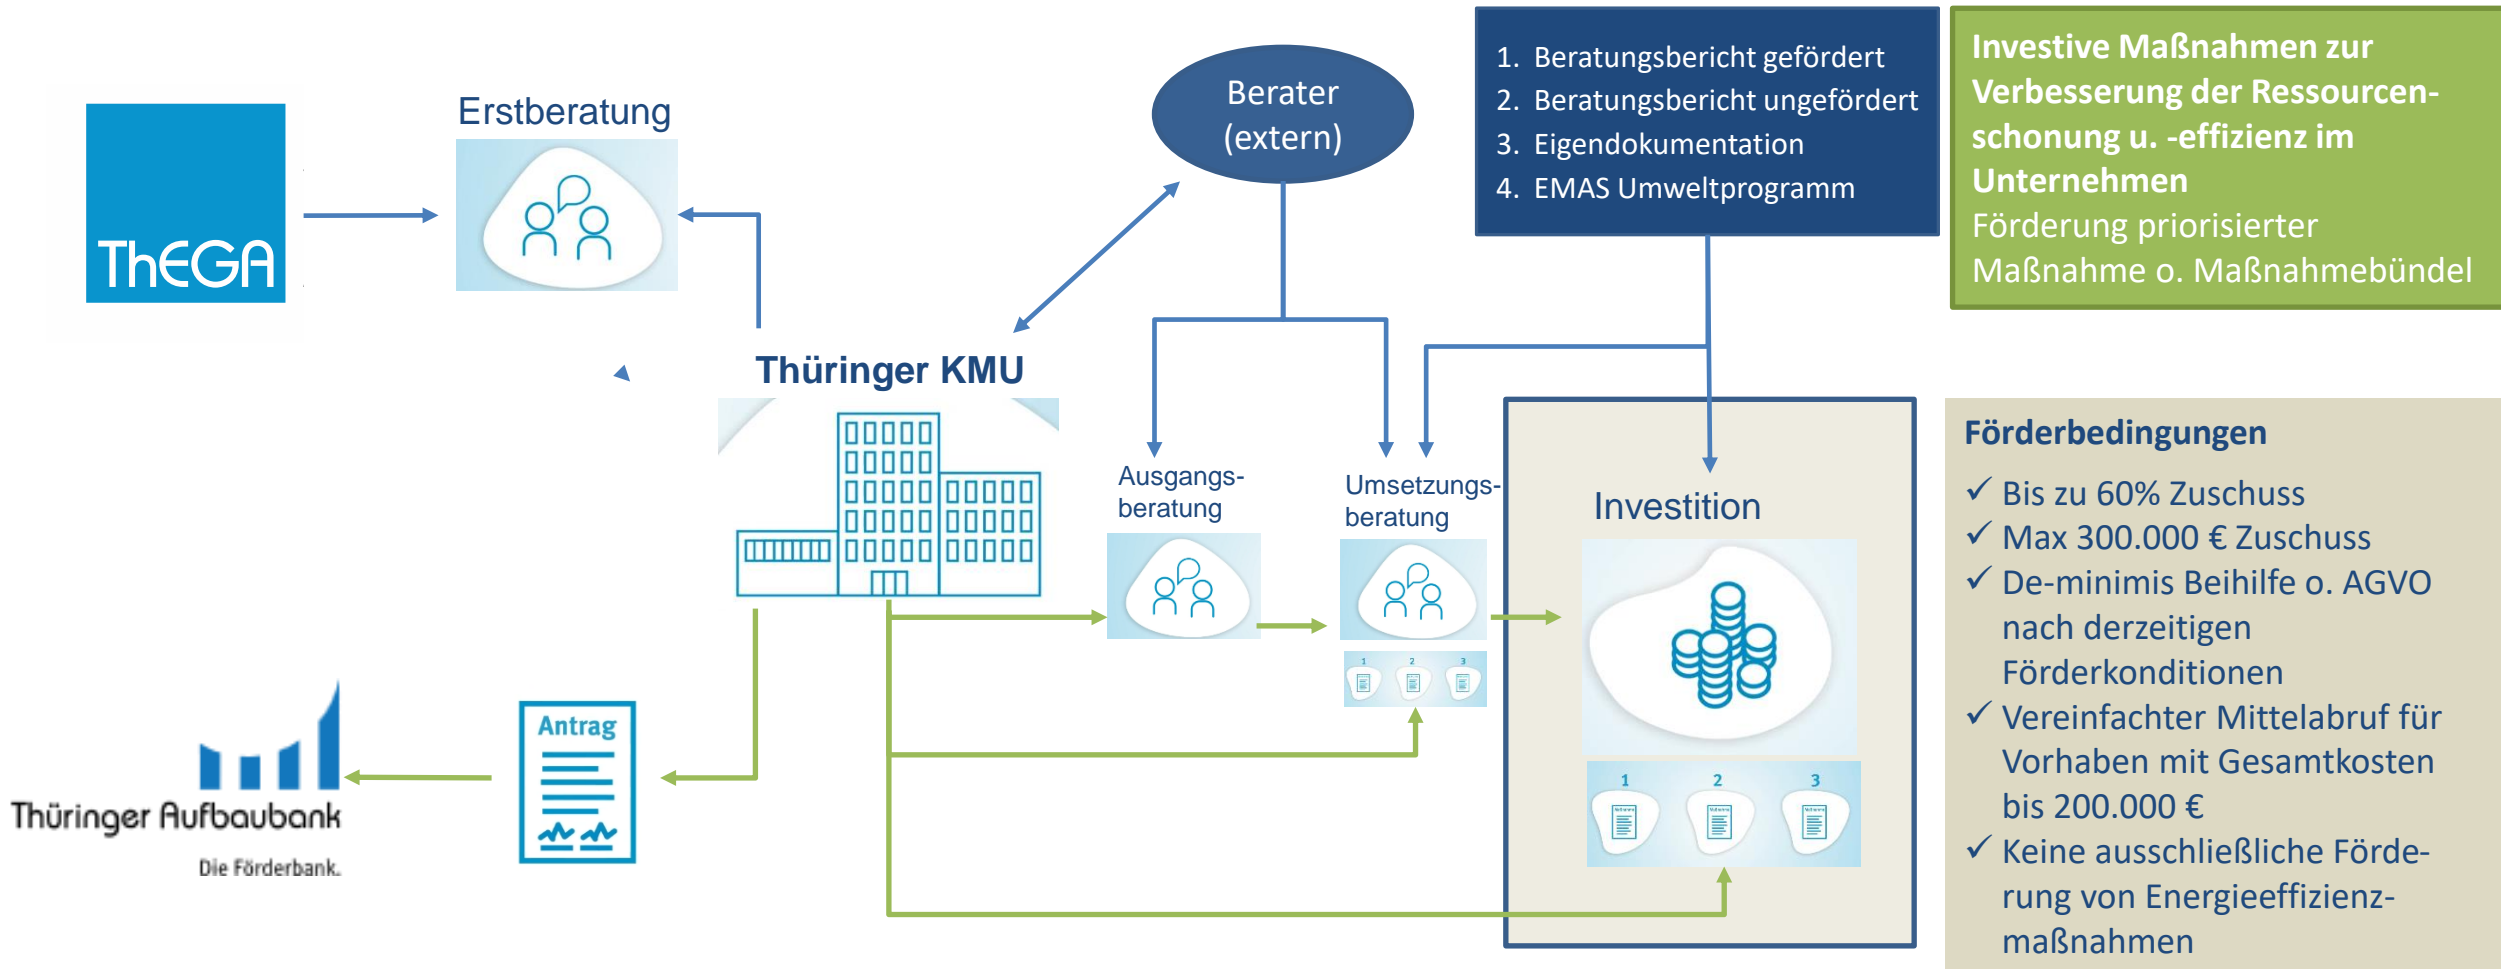 ThEGA
Erstberatung
Berater
(extern)
1. Beratungsbericht gefördert
2. Beratungsbericht ungefördert
3. Eigendokumentation
4. EMAS Umweltprogramm
Investive Maßnahmen zur
Verbesserung der Ressourcen-
schonung u. -effizienz im
Unternehmen
Förderung priorisierter
Maßnahme o. Maßnahmebündel
Thüringer KMU
Ausgangs-
beratung
Umsetzungs-
beratung
1 2 3
Investition
1 2 3
Antrag
Thüringer Aufbaubank
Die Förderbank.
Förderbedingungen
✓ Bis zu 60% Zuschuss
✓ Max 300.000 € Zuschuss
✓ De-minimis Beihilfe o. AGVO
nach derzeitigen
Förderkonditionen
✓ Vereinfachter Mittelabruf für
Vorhaben mit Gesamtkosten
bis 200.000 €
✓ Keine ausschließliche Förde-
rung von Energieeffizienz-
maßnahmen